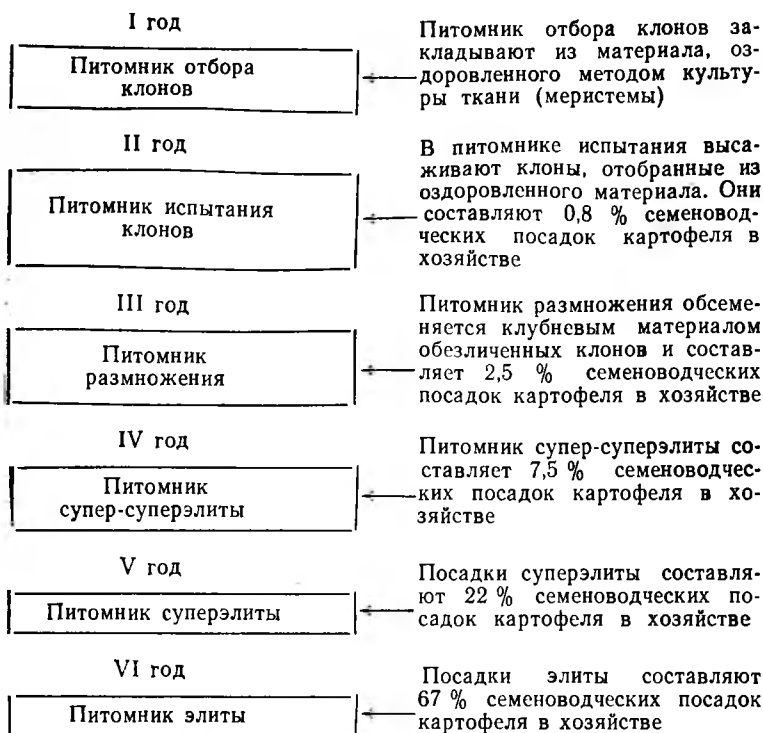 I год
Питомник отбора
клонов
Питомник отбора клонов за-
кладывают из материала, оз-
доровленного методом культу-
ры ткани (меристемы)
II год
Питомник испытания
клонов
В питомнике испытания выса-
живают клоны, отобранные из
оздоровленного материала. Они
составляют 0,8 % семеновод-
ческих посадок картофеля в
хозяйстве
III год
Питомник
размножения
Питомник размножения обсеме-
няется клубневым материалом
обезличенных клонов и состав-
ляет 2,5 % семеноводческих
посадок картофеля в хозяйстве
IV год
Питомник
супер-суперэлиты
Питомник супер-суперэлиты со-
ставляет 7,5 % семеноводчес-
ких посадок картофеля в хо-
зяйстве
V год
Питомник суперэлиты
Посадки суперэлиты составля-
ют 22 % семеноводческих по-
садок картофеля в хозяйстве
VI год
Питомник элиты
Посадки элиты составляют
67 % семеноводческих посадок
картофеля в хозяйстве